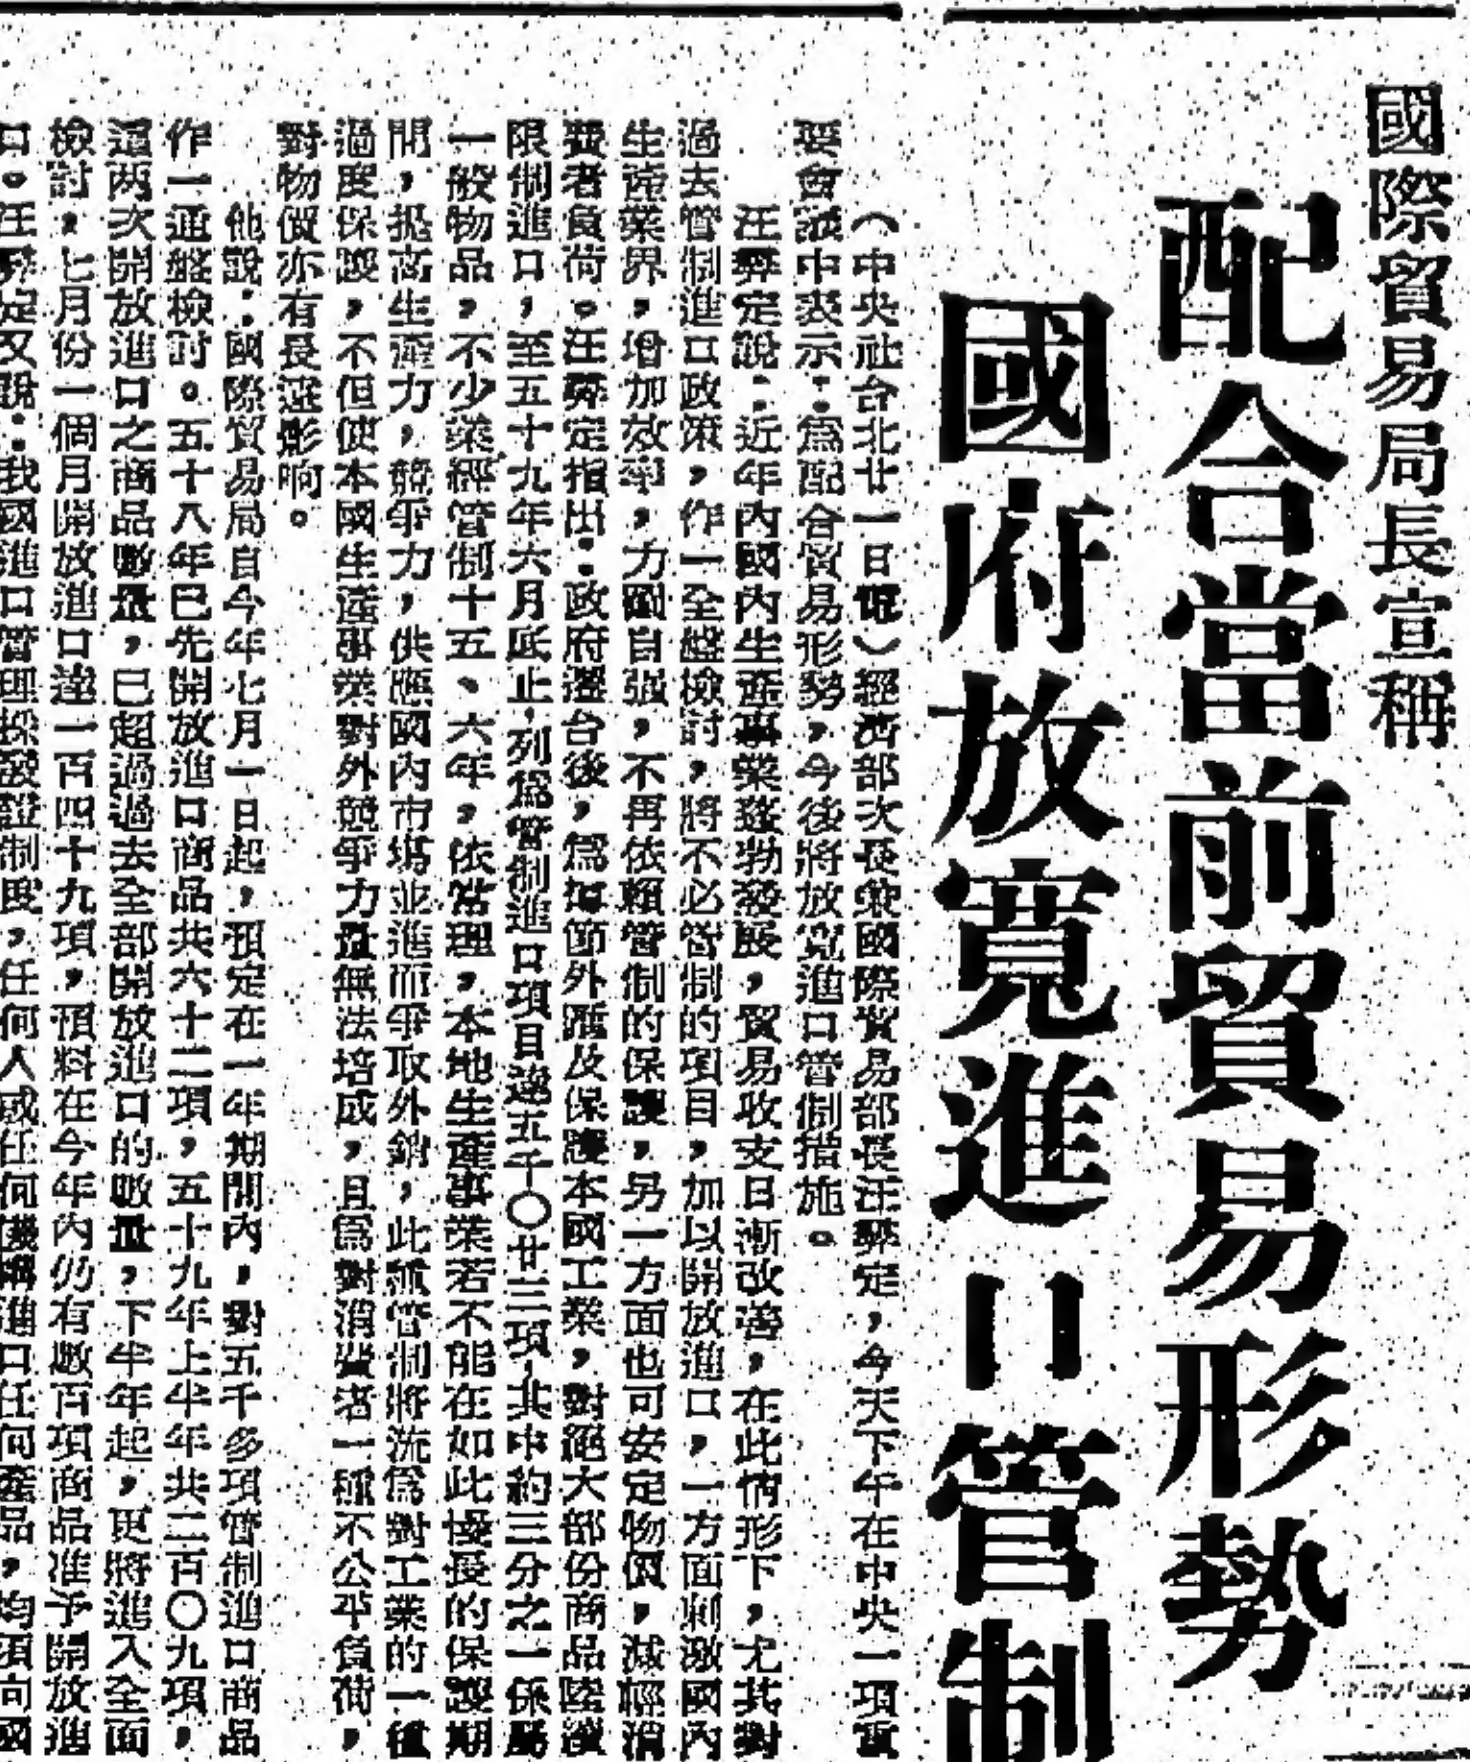 國際貿易局長宣稱
配合當前貿易形勢
國府放寬進口管制
（中央社台北廿一日電）經濟部次長兼國際貿易部長汪彝定，今天下午在中央一項重
要會議中表示：為配合貿易形勢，今後將放寬進口管制措施。
汪彝定說：近年內國內生產事業蓬勃發展，貿易收支日漸改善，在此情形下，尤其對
過去管制進口政策，作一全盤檢討，將不必管制的項目，加以開放進口，一方面刺激國內
生產業界，增加效率，力圖自强，不再依賴管制的保護，另一方面也可安定物價，減輕消
費者負荷。汪彝定指出：政府遷台後，為撙節外滙及保護本國工業，對絕大部份商品陸續
限制進口，至五十九年六月底止，列爲管制進口項目達五千〇廿三項，其中約三分之一係屬
一般物品，不少業經管制十五、六年，依常理，本地生產事業若不能在如此慢長的保護期
間，提高生產力，競爭力，供應國內市場並進而爭取外銷，此種管制將流爲對工業的一種
過度保護，不但使本國生產事業對外競爭力量無法培成，且爲對消費者一種不公平負荷，
對物價亦有長遠影响。
他說：國際貿易局自今年七月一日起，預定在一年期間內，對五千多項管制進口商品
作一通盤檢討。五十八年已先開放進口商品共六十二項，五十九年上半年共二百〇九項，
這两次開放進口之商品數量，已超過過去全部開放進口的數量，下半年起，更將進入全面
檢討，七月份一個月開放進口達一百四十九項，預料在今年內仍有數百項商品准予開放進
口。汪彝定又說：我國進口管理採發證制度，任何人或任何機構進口任何產品，均須向國